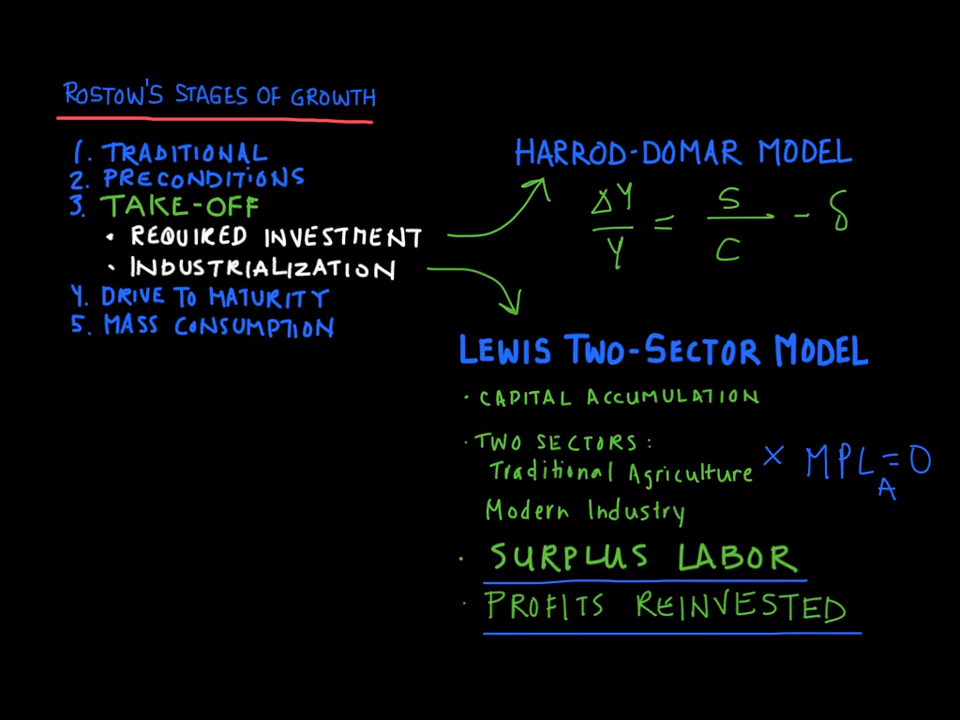 ROSTOW'S STAGES OF GROWTH
1. TRADITIONAL
2. PRECONDITIONS
3. TAKE-OFF
• REQUIRED INVESTMENT
• INDUSTRIALIZATION
4. DRIVE TO MATURITY
5. MASS CONSUMPTION
HARROD-DOMAR MODEL
ΔY/Y = S/C - δ
LEWIS TWO-SECTOR MODEL
• CAPITAL ACCUMULATION
• TWO SECTORS:
Traditional Agriculture × MPL_A = 0
Modern Industry
• SURPLUS LABOR
• PROFITS REINVESTED